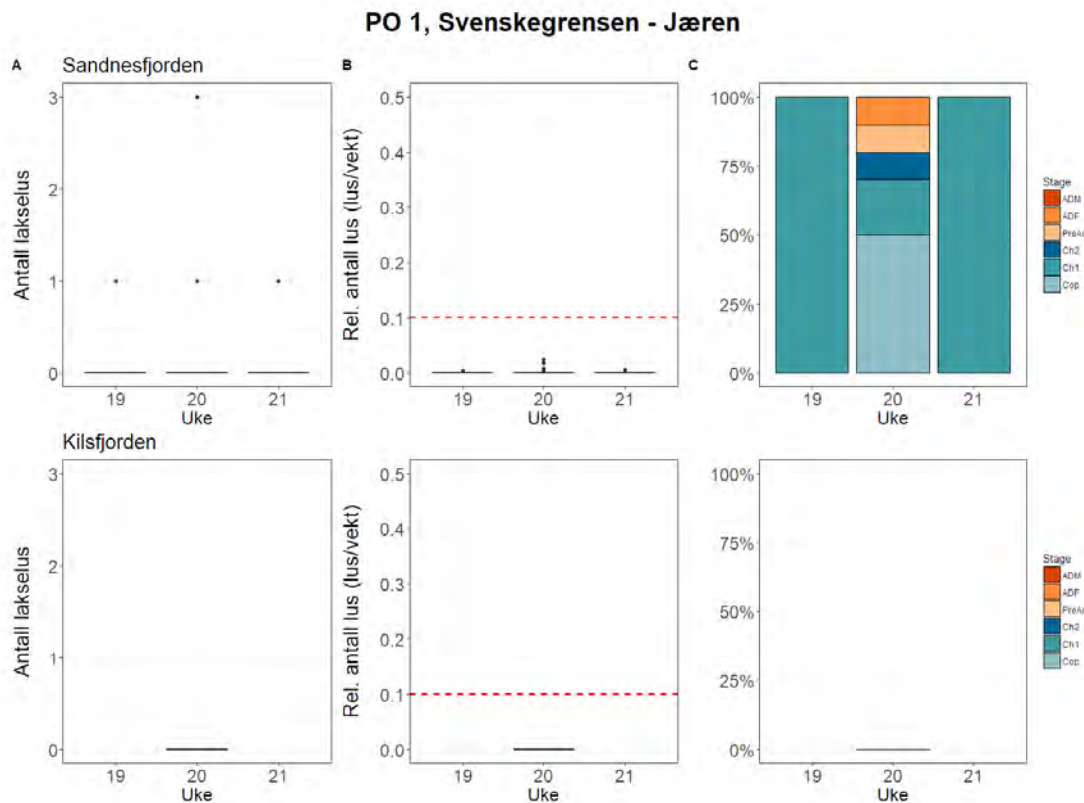 PO 1, Svenskegrensen - Jæren
A
Sandnesfjorden
Antall lakselus
3
2
1
0
19 20 21
Uke
B
Rel. antall lus (lus/vekt)
0.5
0.4
0.3
0.2
0.1
0.0
19 20 21
Uke
C
100%
75%
50%
25%
0%
19 20 21
Uke
Stage
ADM
ADF
PreAd
Ch2
Ch1
Cop
Kilsfjorden
Antall lakselus
3
2
1
0
19 20 21
Uke
Rel. antall lus (lus/vekt)
0.5
0.4
0.3
0.2
0.1
0.0
19 20 21
Uke
100%
75%
50%
25%
0%
19 20 21
Uke
Stage
ADM
ADF
PreAd
Ch2
Ch1
Cop